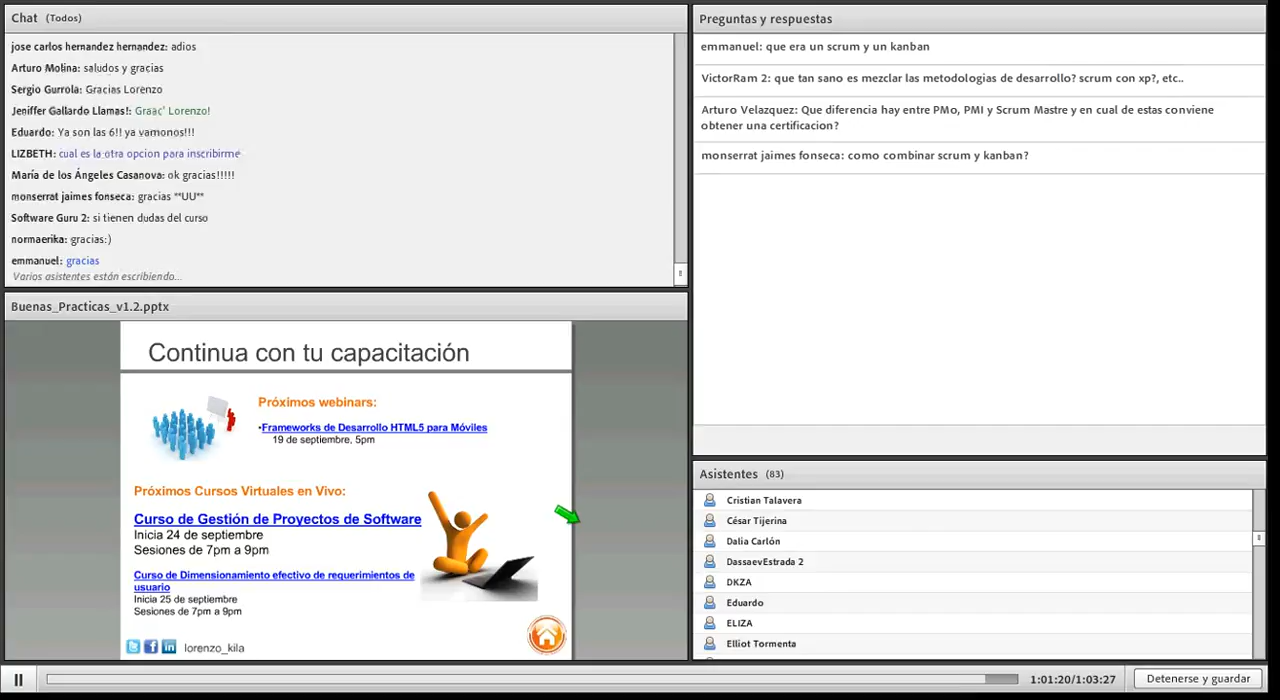 Chat (Todos)
jose carlos hernandez hernandez: adios
Arturo Molina: saludos y gracias
Sergio Gurrola: Gracias Lorenzo
Jeniffer Gallardo Llamas!: Graac' Lorenzo!
Eduardo: Ya son las 6!! ya vamonos!!!
LIZBETH: cual es la otra opcion para inscribirme
María de los Ángeles Casanova: ok gracias!!!!!
monserrat jaimes fonseca: gracias **UU**
Software Guru 2: si tienen dudas del curso
normaerika: gracias:)
emmanuel: gracias
Varios asistentes están escribiendo...
Buenas_Practicas_v1.2.pptx
Continua con tu capacitación
Próximos webinars:
•Frameworks de Desarrollo HTML5 para Móviles
19 de septiembre, 5pm
Próximos Cursos Virtuales en Vivo:
Curso de Gestión de Proyectos de Software
Inicia 24 de septiembre
Sesiones de 7pm a 9pm
Curso de Dimensionamiento efectivo de requerimientos de
usuario
Inicia 25 de septiembre
Sesiones de 7pm a 9pm
lorenzo_kila
Preguntas y respuestas
emmanuel: que era un scrum y un kanban
VictorRam 2: que tan sano es mezclar las metodologias de desarrollo? scrum con xp?, etc..
Arturo Velazquez: Que diferencia hay entre PMo, PMI y Scrum Mastre y en cual de estas conviene
obtener una certificacion?
monserrat jaimes fonseca: como combinar scrum y kanban?
Asistentes (83)
Cristian Talavera
César Tijerina
Dalia Carlón
DassaevEstrada 2
DKZA
Eduardo
ELIZA
Elliot Tormenta
1:01:20/1:03:27
Detenerse y guardar